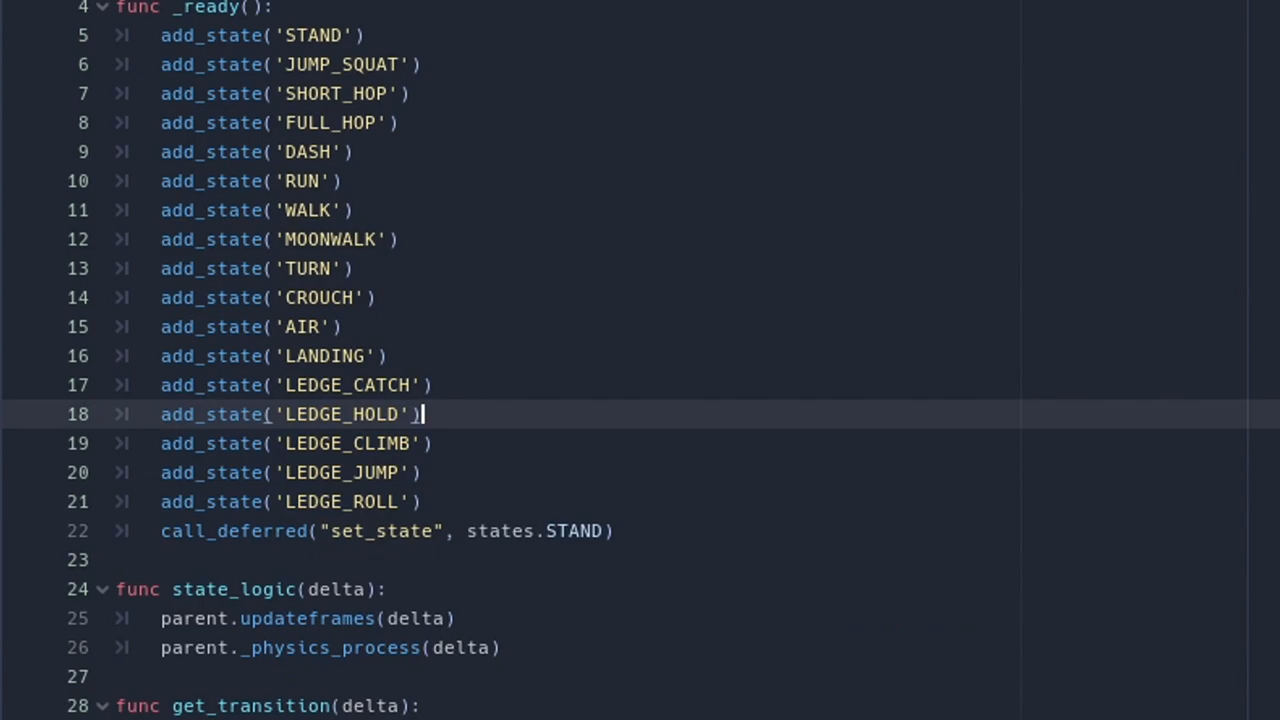 4 func _ready():
5 add_state('STAND')
6 add_state('JUMP_SQUAT')
7 add_state('SHORT_HOP')
8 add_state('FULL_HOP')
9 add_state('DASH')
10 add_state('RUN')
11 add_state('WALK')
12 add_state('MOONWALK')
13 add_state('TURN')
14 add_state('CROUCH')
15 add_state('AIR')
16 add_state('LANDING')
17 add_state('LEDGE_CATCH')
18 add_state('LEDGE_HOLD')
19 add_state('LEDGE_CLIMB')
20 add_state('LEDGE_JUMP')
21 add_state('LEDGE_ROLL')
22 call_deferred("set_state", states.STAND)
23
24 func state_logic(delta):
25 parent.updateframes(delta)
26 parent._physics_process(delta)
27
28 func get_transition(delta):